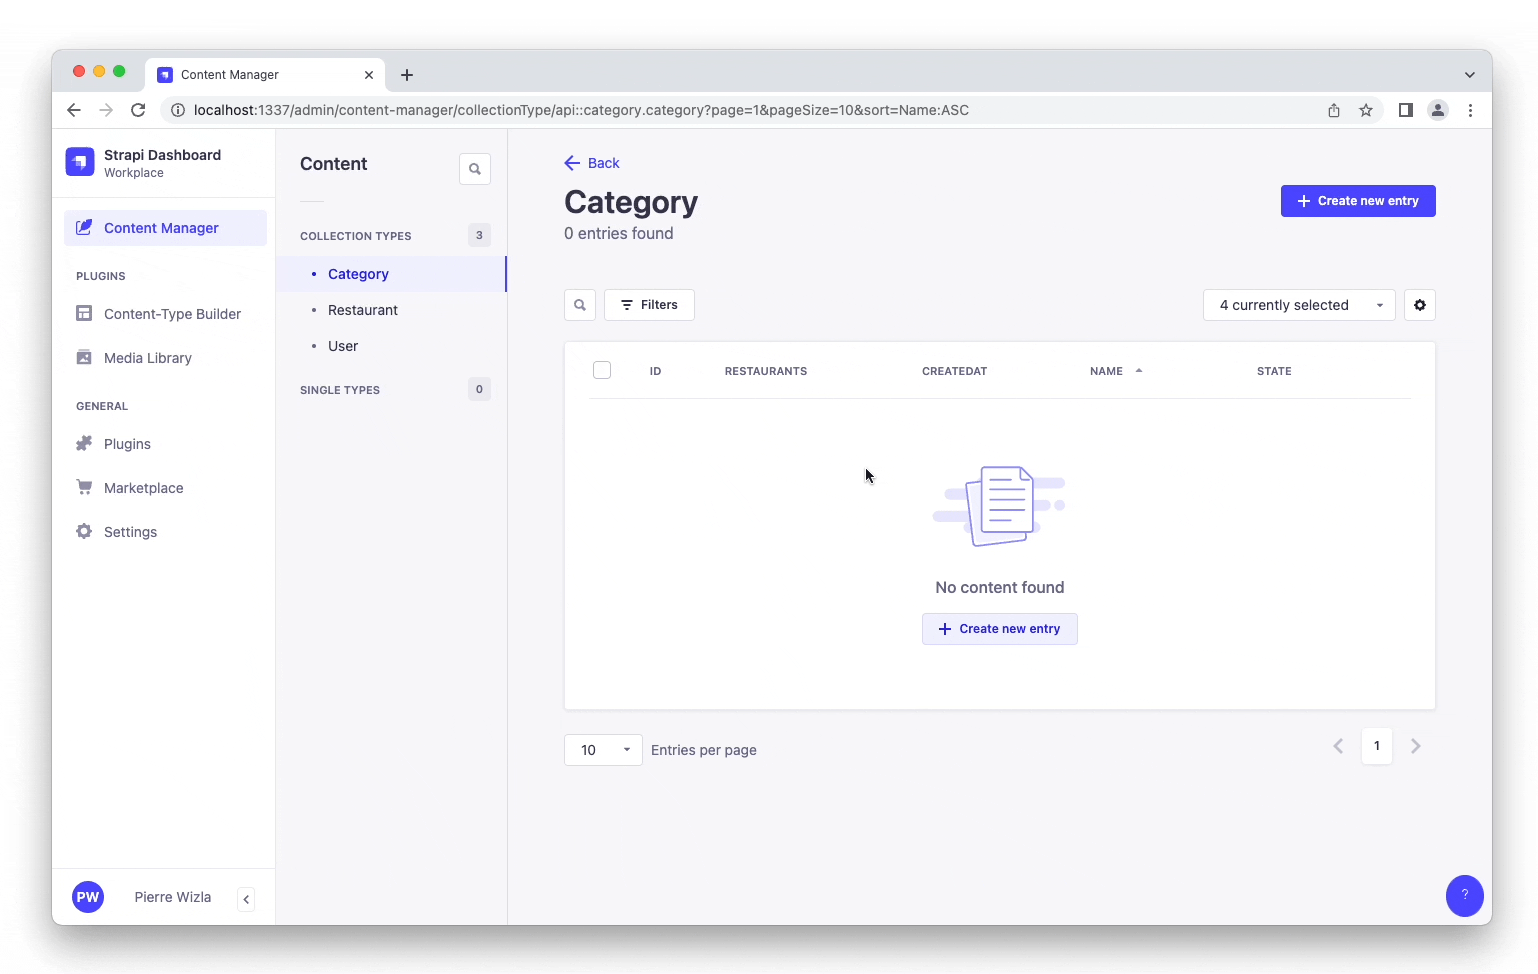 Content Manager
localhost:1337/admin/content-manager/collectionType/api::category.category?page=1&pageSize=10&sort=Name:ASC
Strapi Dashboard
Workplace
Content Manager
PLUGINS
Content-Type Builder
Media Library
GENERAL
Plugins
Marketplace
Settings
PW
Pierre Wizla
Content
COLLECTION TYPES 3
Category
Restaurant
User
SINGLE TYPES 0
Back
Category
Create new entry
0 entries found
Filters
4 currently selected
ID RESTAURANTS CREATEDAT NAME STATE
No content found
Create new entry
10 Entries per page
1
?